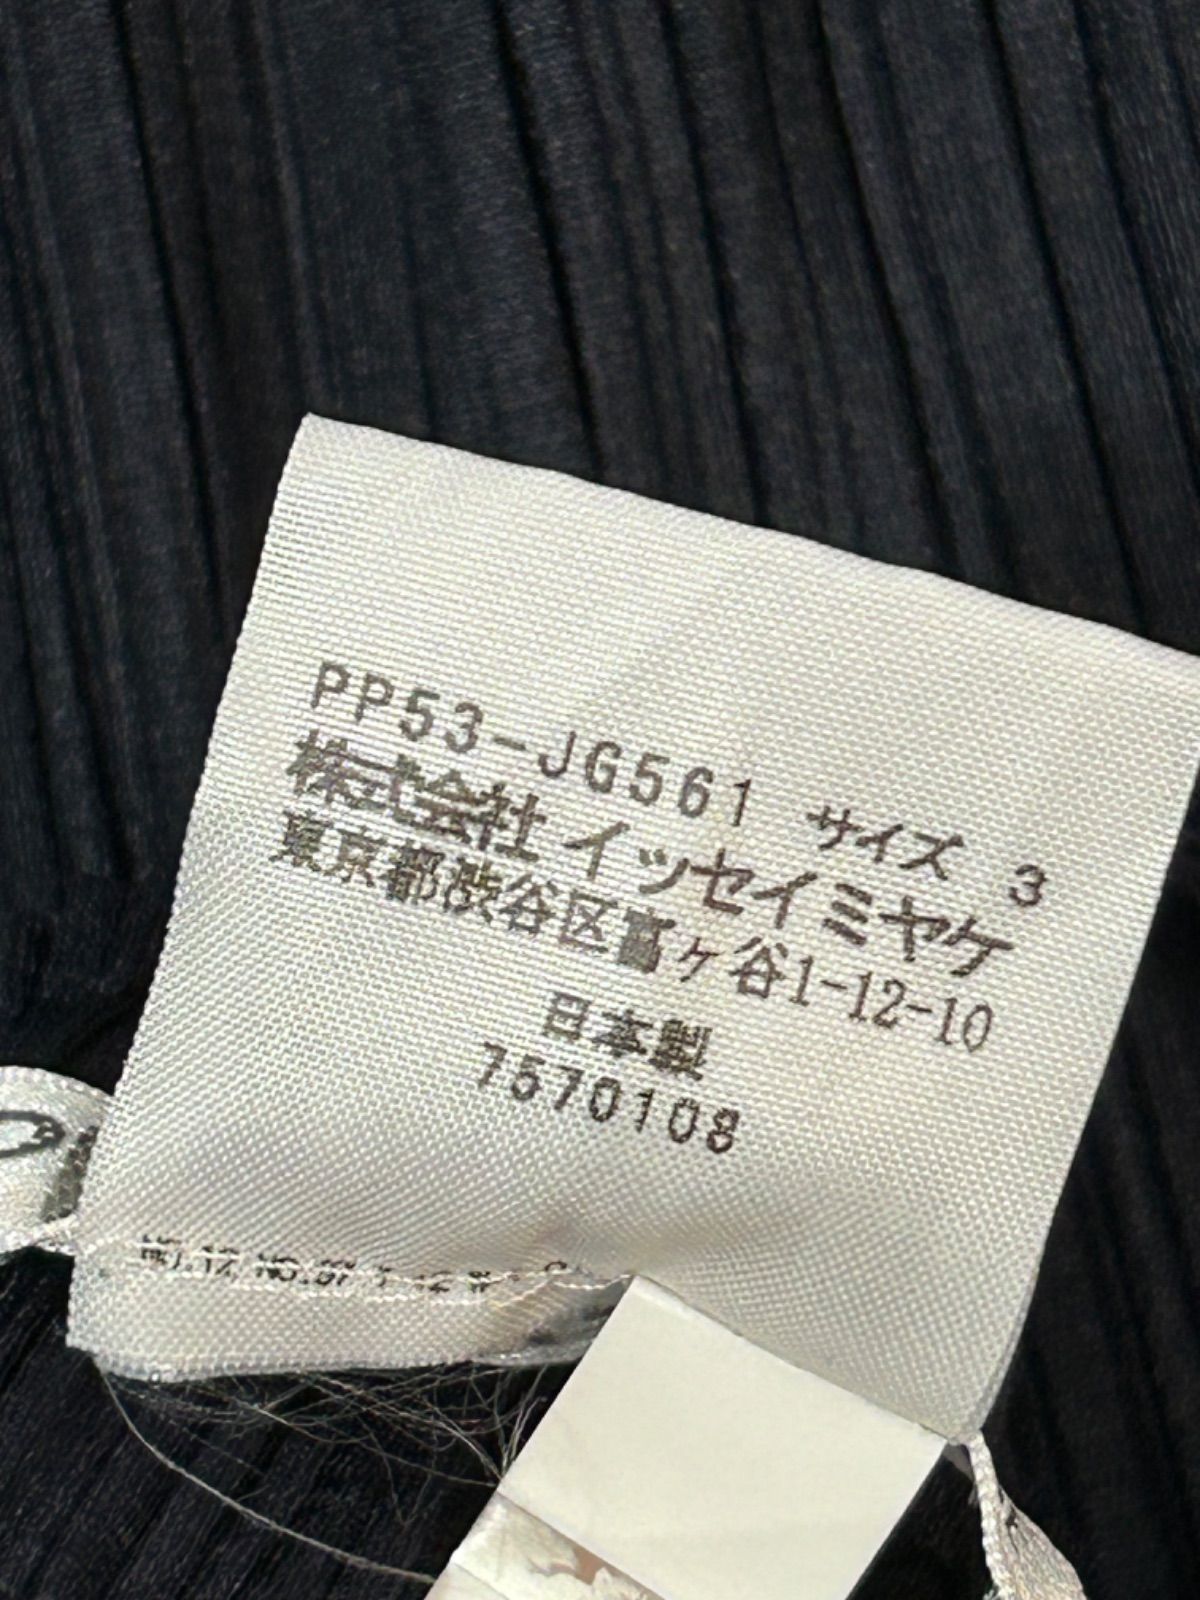 PP53-JG561 サイズ 3
株式会社 イッセイミヤケ
東京都渋谷区富ヶ谷1-12-10
日本製
7570108